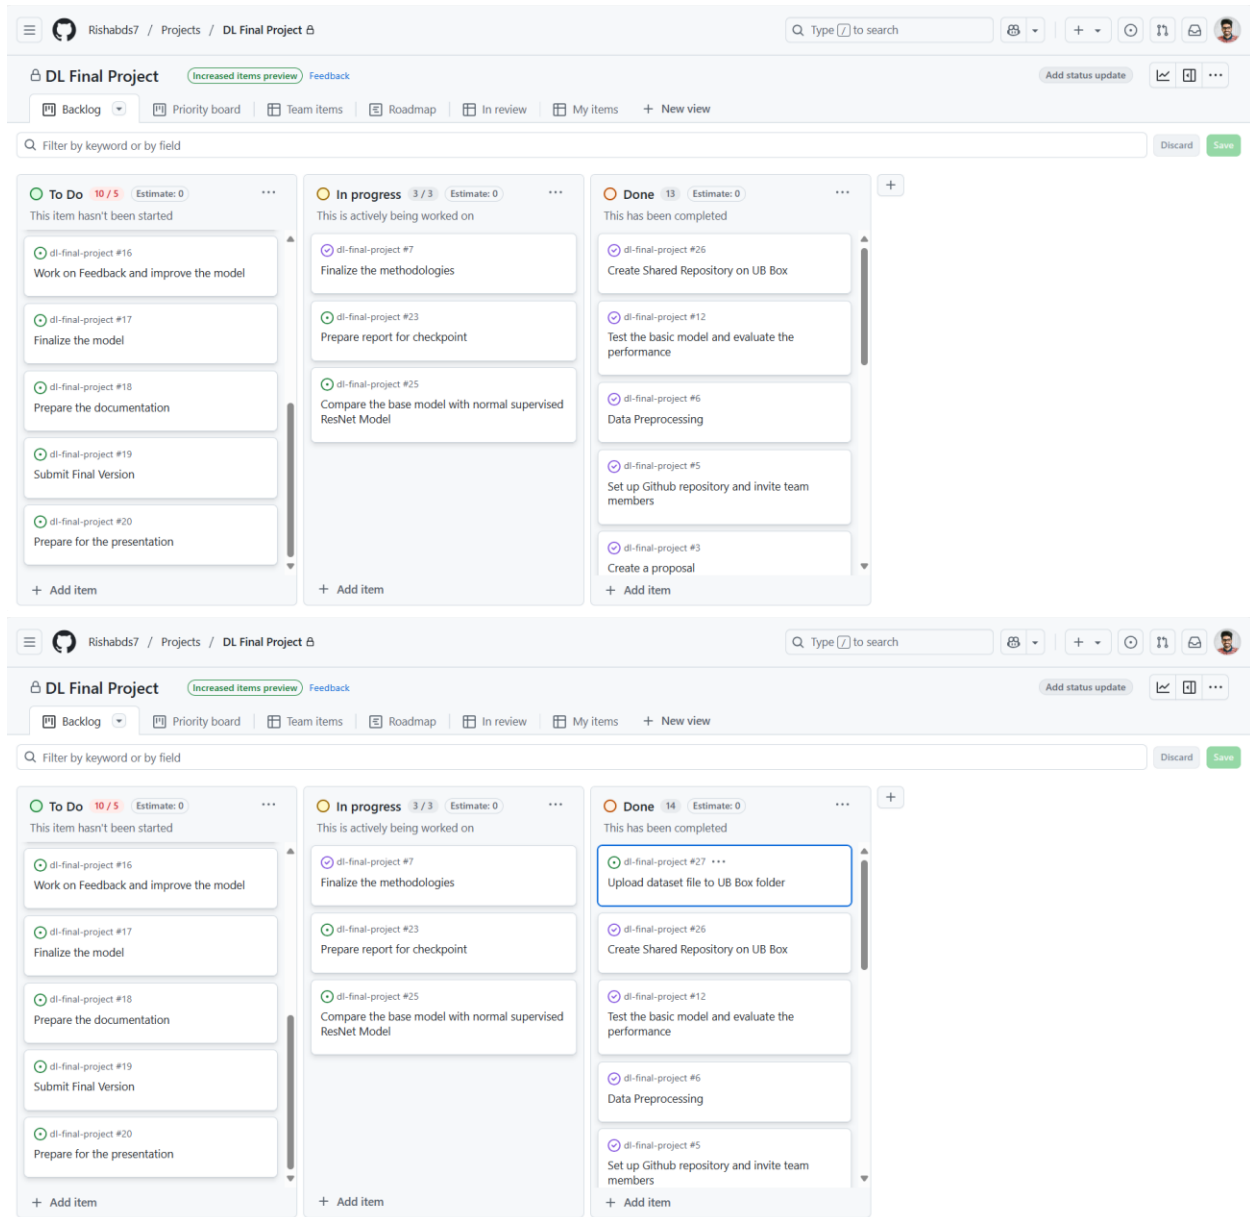 Rishabds7 / Projects / DL Final Project
Type / to search
DL Final Project
Increased items preview
Feedback
Add status update
Backlog
Priority board
Team items
Roadmap
In review
My items
+ New view
Filter by keyword or by field
Discard
Save
To Do 10 / 5 Estimate: 0
This item hasn't been started
dl-final-project #16
Work on Feedback and improve the model
dl-final-project #17
Finalize the model
dl-final-project #18
Prepare the documentation
dl-final-project #19
Submit Final Version
dl-final-project #20
Prepare for the presentation
+ Add item
In progress 3 / 3 Estimate: 0
This is actively being worked on
dl-final-project #7
Finalize the methodologies
dl-final-project #23
Prepare report for checkpoint
dl-final-project #25
Compare the base model with normal supervised
ResNet Model
+ Add item
Done 13 Estimate: 0
This has been completed
dl-final-project #26
Create Shared Repository on UB Box
dl-final-project #12
Test the basic model and evaluate the
performance
dl-final-project #6
Data Preprocessing
dl-final-project #5
Set up Github repository and invite team
members
dl-final-project #3
Create a proposal
+ Add item
Rishabds7 / Projects / DL Final Project
Type / to search
DL Final Project
Increased items preview
Feedback
Add status update
Backlog
Priority board
Team items
Roadmap
In review
My items
+ New view
Filter by keyword or by field
Discard
Save
To Do 10 / 5 Estimate: 0
This item hasn't been started
dl-final-project #16
Work on Feedback and improve the model
dl-final-project #17
Finalize the model
dl-final-project #18
Prepare the documentation
dl-final-project #19
Submit Final Version
dl-final-project #20
Prepare for the presentation
+ Add item
In progress 3 / 3 Estimate: 0
This is actively being worked on
dl-final-project #7
Finalize the methodologies
dl-final-project #23
Prepare report for checkpoint
dl-final-project #25
Compare the base model with normal supervised
ResNet Model
+ Add item
Done 14 Estimate: 0
This has been completed
dl-final-project #27
Upload dataset file to UB Box folder
dl-final-project #26
Create Shared Repository on UB Box
dl-final-project #12
Test the basic model and evaluate the
performance
dl-final-project #6
Data Preprocessing
dl-final-project #5
Set up Github repository and invite team
members
+ Add item